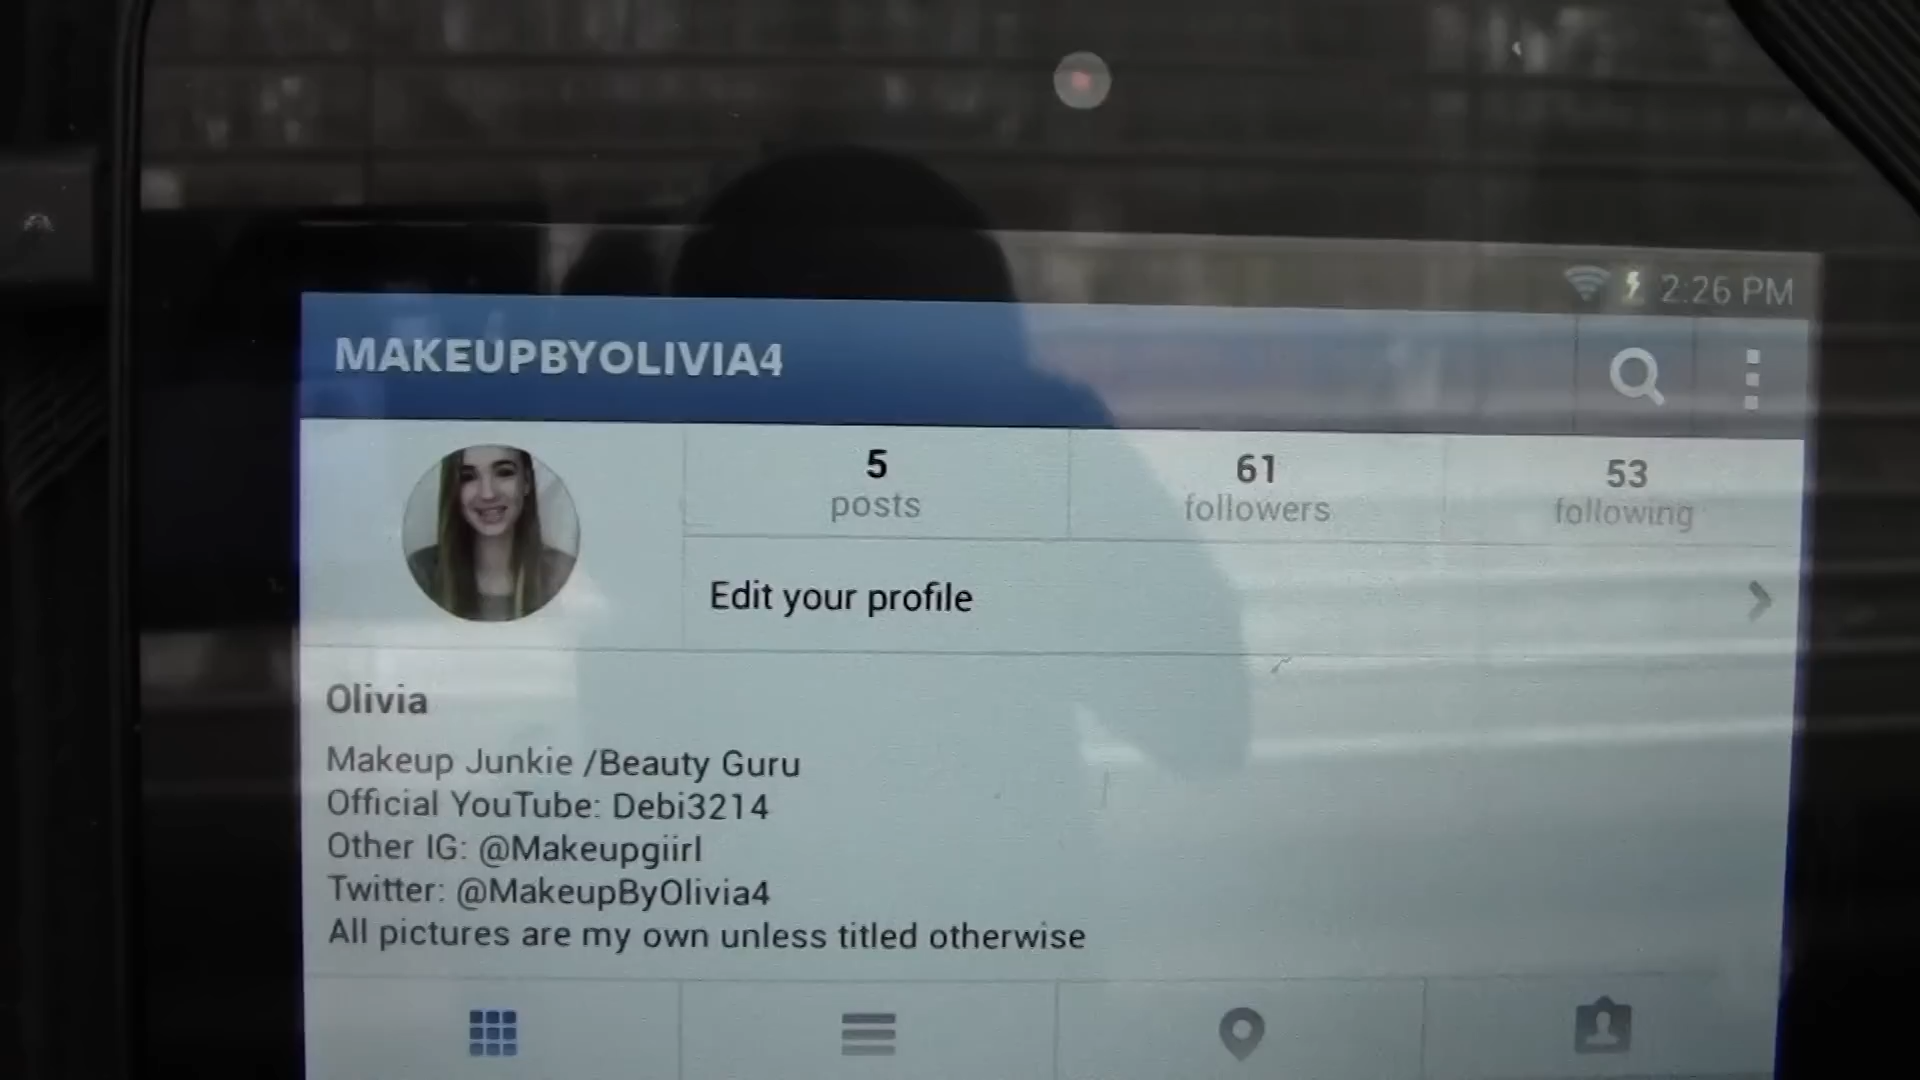 2:26 PM
MAKEUPBYOLIVIA4
5
posts
61
followers
53
following
Edit your profile
Olivia
Makeup Junkie /Beauty Guru
Official YouTube: Debi3214
Other IG: @Makeupgiirl
Twitter: @MakeupByOlivia4
All pictures are my own unless titled otherwise